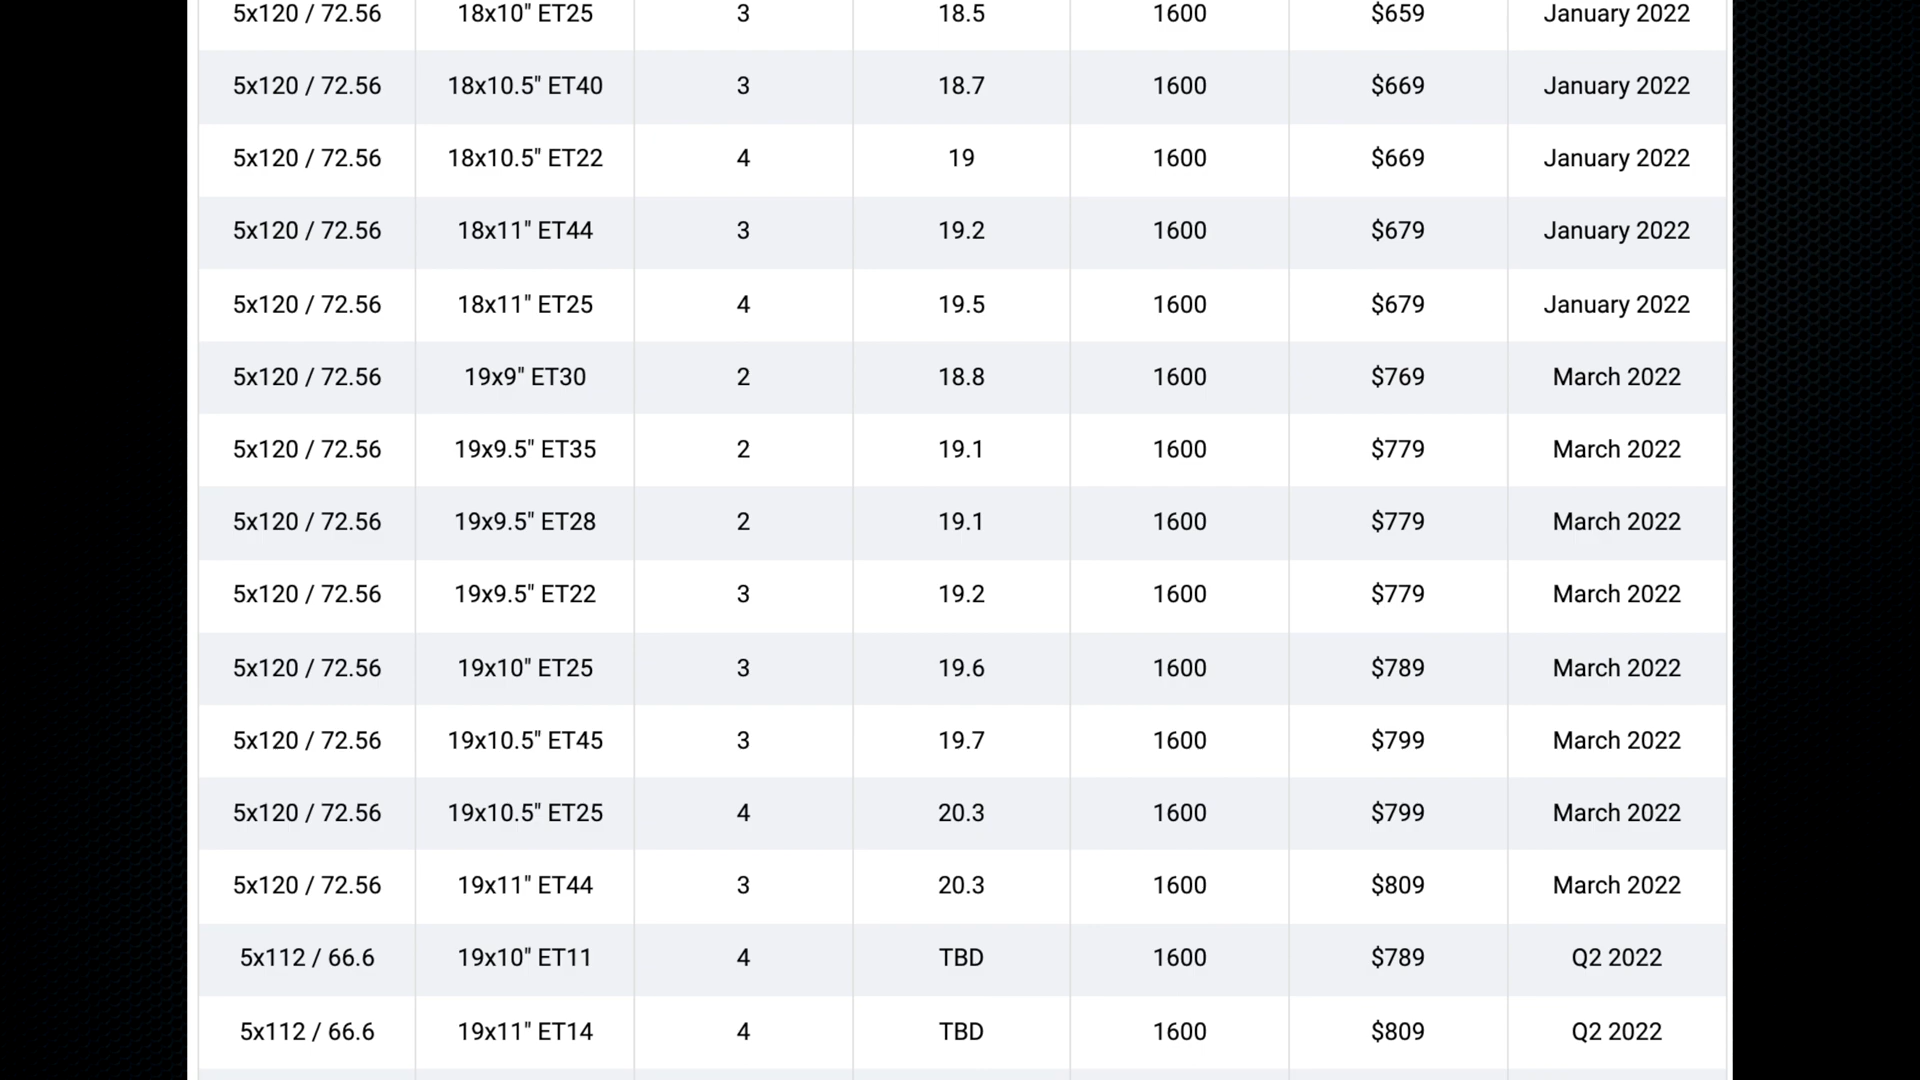 5x120 / 72.56 18x10" ET25 3 18.5 1600 $659 January 2022
5x120 / 72.56 18x10.5" ET40 3 18.7 1600 $669 January 2022
5x120 / 72.56 18x10.5" ET22 4 19 1600 $669 January 2022
5x120 / 72.56 18x11" ET44 3 19.2 1600 $679 January 2022
5x120 / 72.56 18x11" ET25 4 19.5 1600 $679 January 2022
5x120 / 72.56 19x9" ET30 2 18.8 1600 $769 March 2022
5x120 / 72.56 19x9.5" ET35 2 19.1 1600 $779 March 2022
5x120 / 72.56 19x9.5" ET28 2 19.1 1600 $779 March 2022
5x120 / 72.56 19x9.5" ET22 3 19.2 1600 $779 March 2022
5x120 / 72.56 19x10" ET25 3 19.6 1600 $789 March 2022
5x120 / 72.56 19x10.5" ET45 3 19.7 1600 $799 March 2022
5x120 / 72.56 19x10.5" ET25 4 20.3 1600 $799 March 2022
5x120 / 72.56 19x11" ET44 3 20.3 1600 $809 March 2022
5x112 / 66.6 19x10" ET11 4 TBD 1600 $789 Q2 2022
5x112 / 66.6 19x11" ET14 4 TBD 1600 $809 Q2 2022